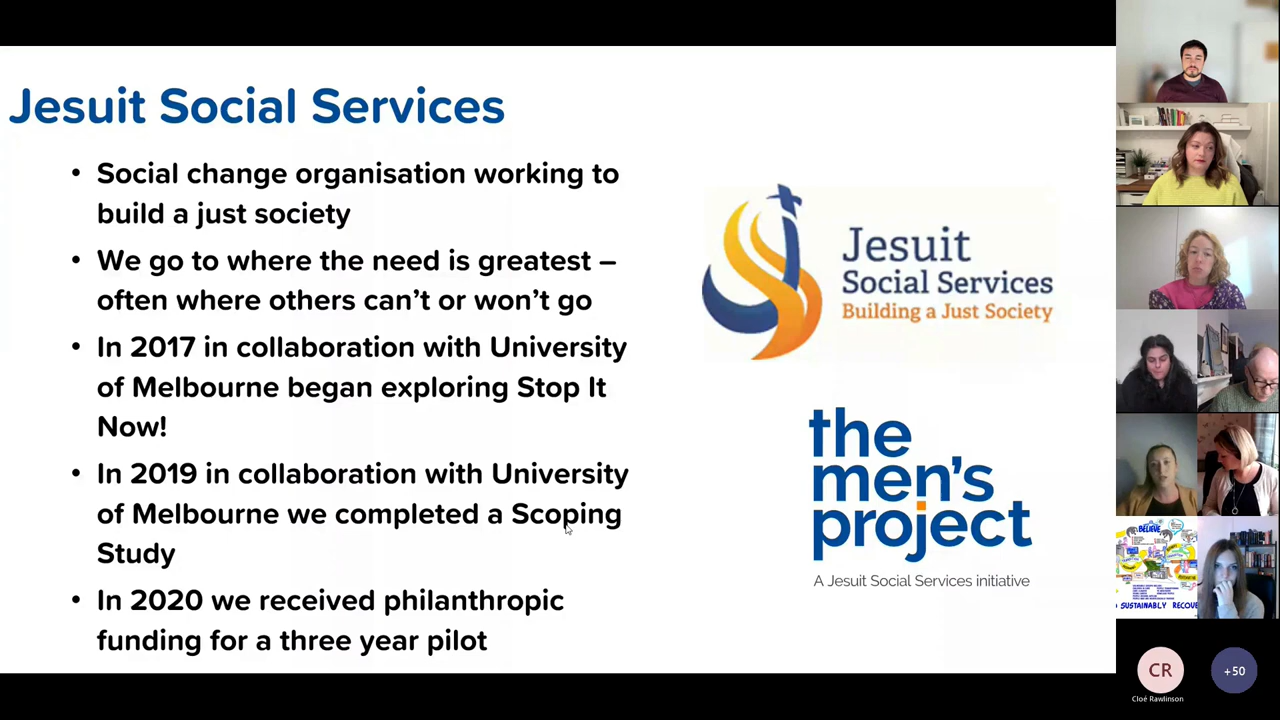 Jesuit Social Services
• Social change organisation working to
build a just society
• We go to where the need is greatest –
often where others can't or won't go
• In 2017 in collaboration with University
of Melbourne began exploring Stop It
Now!
• In 2019 in collaboration with University
of Melbourne we completed a Scoping
Study
• In 2020 we received philanthropic
funding for a three year pilot
Jesuit
Social Services
Building a Just Society
the
men's
project
A Jesuit Social Services initiative
BELIEVE
SUSTAINABLY RECOVE
CR
+50
Cloé Rawlinson